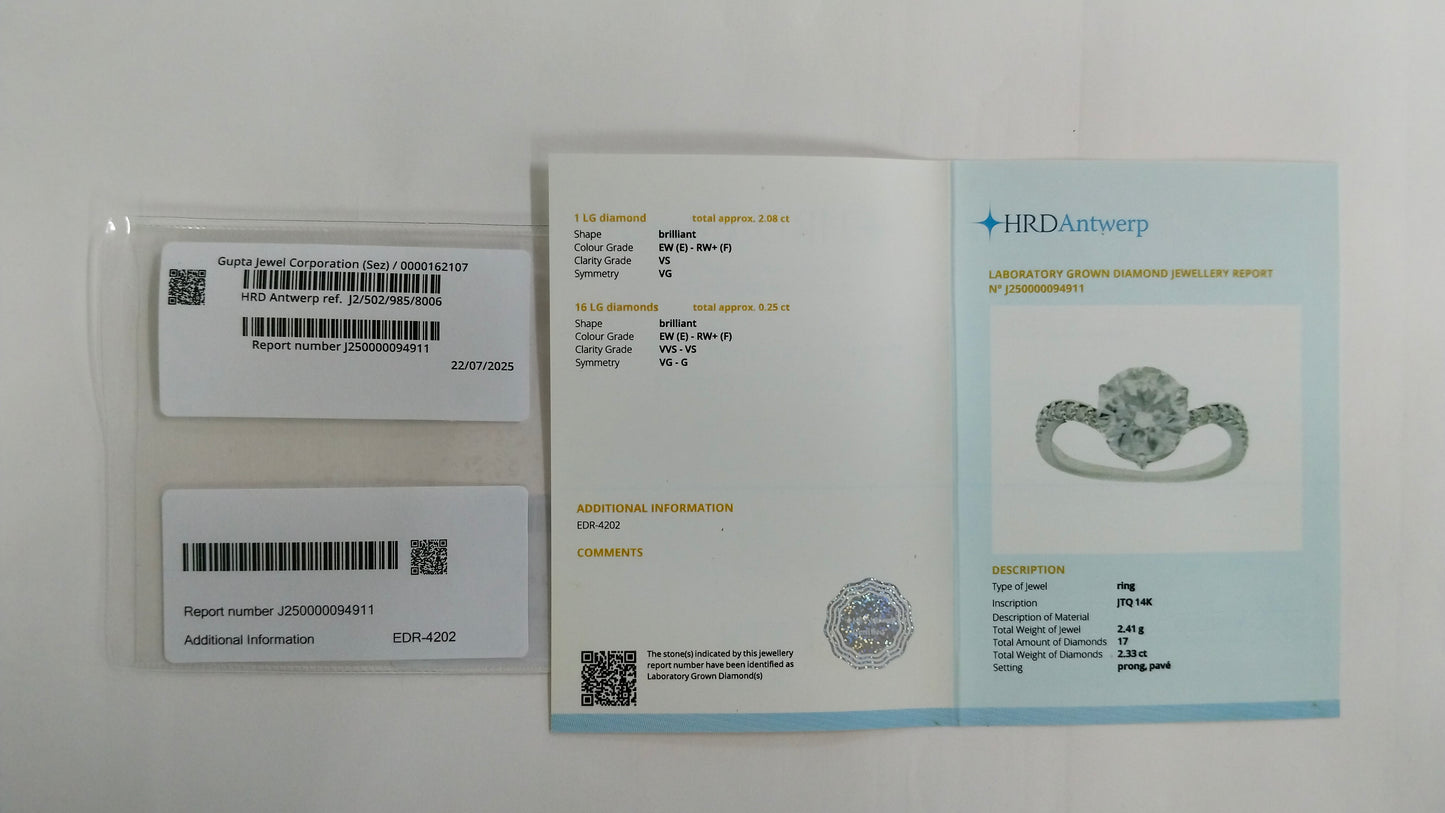 Gupta Jewel Corporation (Sez) / 0000162107
HRD Antwerp ref. J2/502/985/8006
Report number J250000094911
22/07/2025
Report number J250000094911
Additional Information EDR-4202
1 LG diamond total approx. 2.08 ct
Shape brilliant
Colour Grade EW (E) - RW+ (F)
Clarity Grade VS
Symmetry VG
16 LG diamonds total approx. 0.25 ct
Shape brilliant
Colour Grade EW (E) - RW+ (F)
Clarity Grade VVS - VS
Symmetry VG - G
ADDITIONAL INFORMATION
EDR-4202
COMMENTS
The stone(s) indicated by this jewellery
report number have been identified as
Laboratory Grown Diamond(s)
HRDAntwerp
LABORATORY GROWN DIAMOND JEWELLERY REPORT
N° J250000094911
DESCRIPTION
Type of Jewel ring
Inscription JTQ 14K
Description of Material
Total Weight of Jewel 2.41 g
Total Amount of Diamonds 17
Total Weight of Diamonds 2.33 ct
Setting prong, pavé